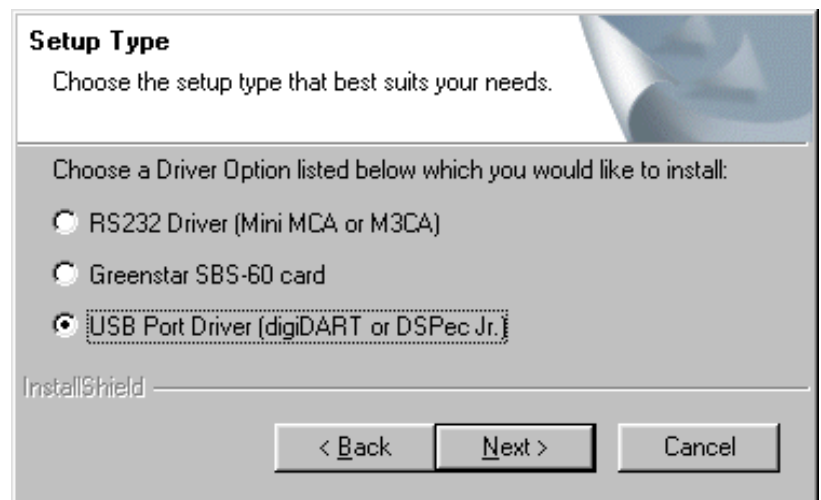 Setup Type
Choose the setup type that best suits your needs.
Choose a Driver Option listed below which you would like to install:
RS232 Driver (Mini MCA or M3CA)
Greenstar SBS-60 card
USB Port Driver (digiDART or DSPec Jr.)
InstallShield
< Back
Next >
Cancel